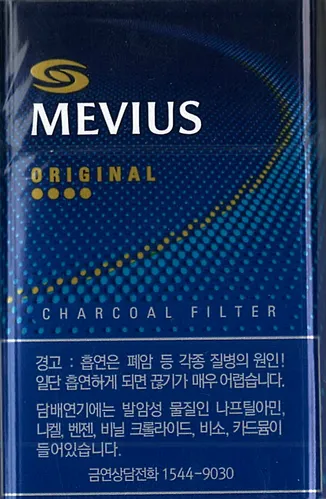 MEVIUS
ORIGINAL
CHARCOAL FILTER
경고 : 흡연은 폐암 등 각종 질병의 원인!
일단 흡연하게 되면 끊기가 매우 어렵습니다.
담배연기에는 발암성 물질인 나프틸아민,
니켈, 벤젠, 비닐 크롤라이드, 비소, 카드뮴이
들어있습니다.
금연상담전화 1544-9030